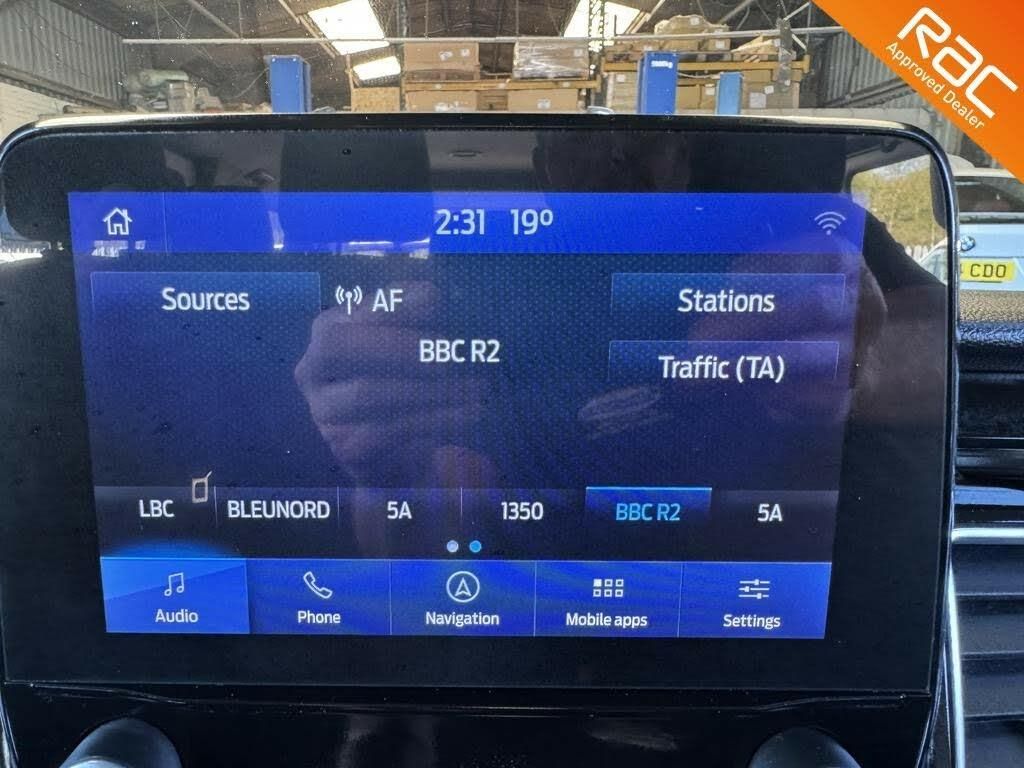 rac
Approved Dealer
5000kg
2:31 19º
Sources
AF
Stations
BBC R2
Traffic (TA)
CDO
LBC BLEUNORD 5A 1350 BBC R2 5A
Audio Phone Navigation Mobile apps Settings